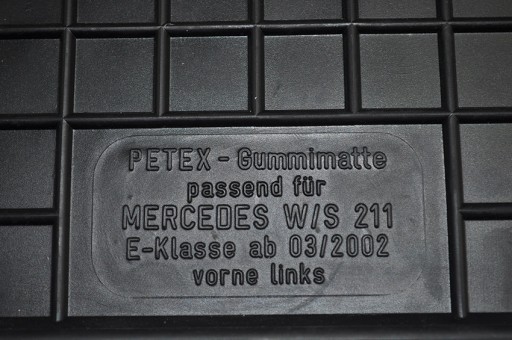 PETEX - Gummimatte
passend für
MERCEDES W/S 211
E-Klasse ab 03/2002
vorne links